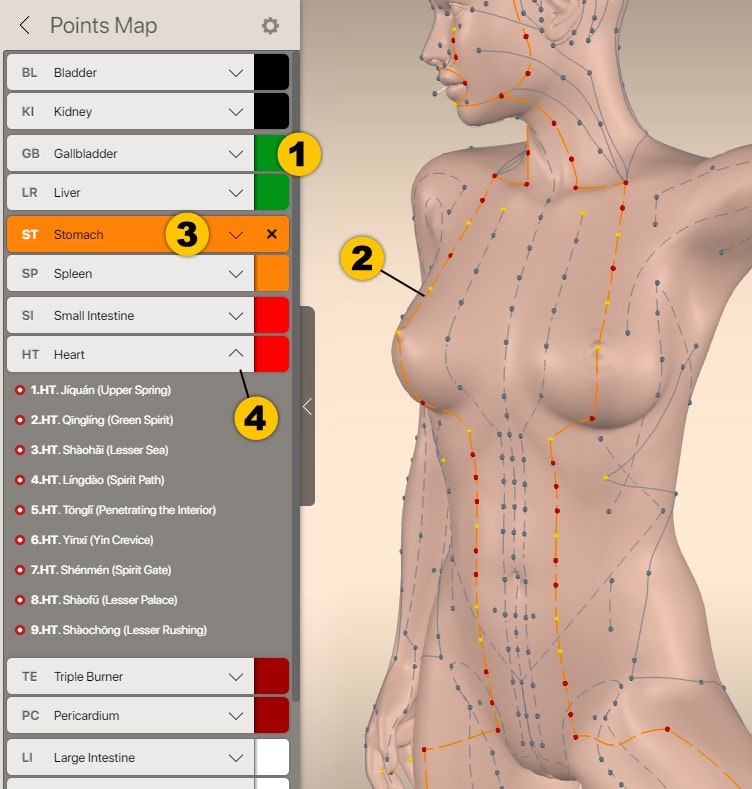 Points Map
BL Bladder
KI Kidney
GB Gallbladder
1
LR Liver
ST Stomach 3 ✕
2
SP Spleen
SI Small Intestine
HT Heart
1.HT. Jíquán (Upper Spring)
4
2.HT. Qīnglíng (Green Spirit)
3.HT. Shàohǎi (Lesser Sea)
4.HT. Língdào (Spirit Path)
5.HT. Tōnglǐ (Penetrating the Interior)
6.HT. Yīnxī (Yin Crevice)
7.HT. Shénmén (Spirit Gate)
8.HT. Shàofǔ (Lesser Palace)
9.HT. Shàochōng (Lesser Rushing)
TE Triple Burner
PC Pericardium
LI Large Intestine